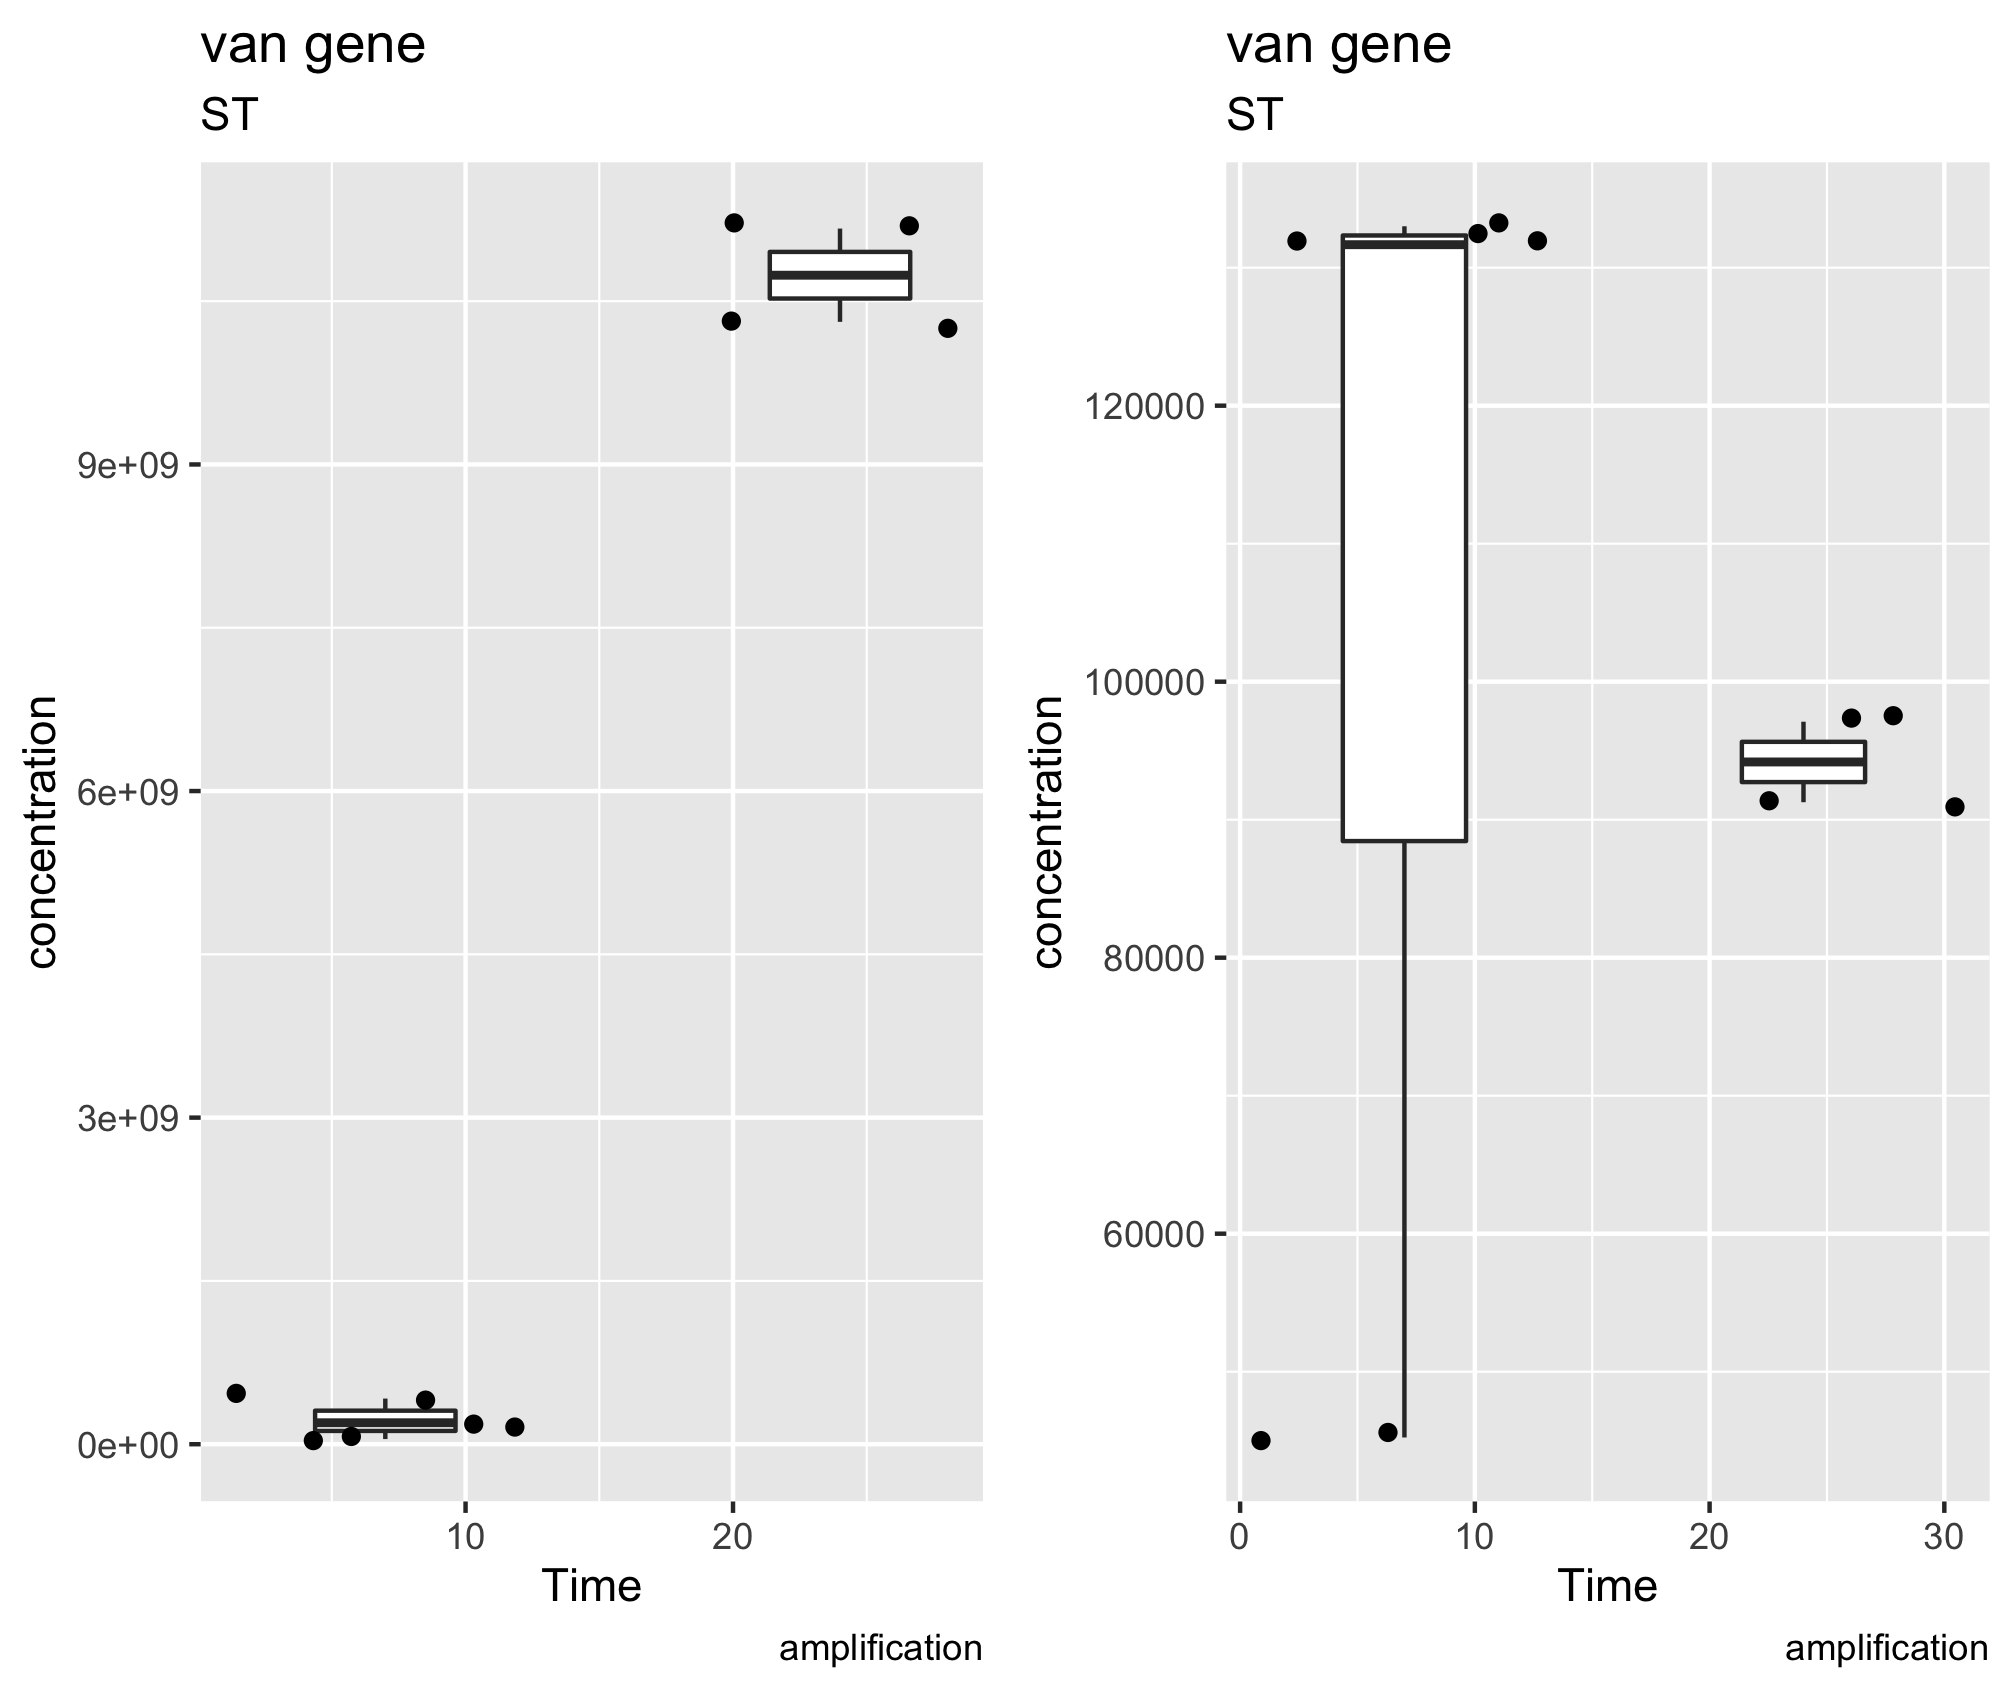 van gene
ST
concentration
9e+09
6e+09
3e+09
0e+00
10
20
Time
amplification
van gene
ST
concentration
120000
100000
80000
60000
0
10
20
30
Time
amplification